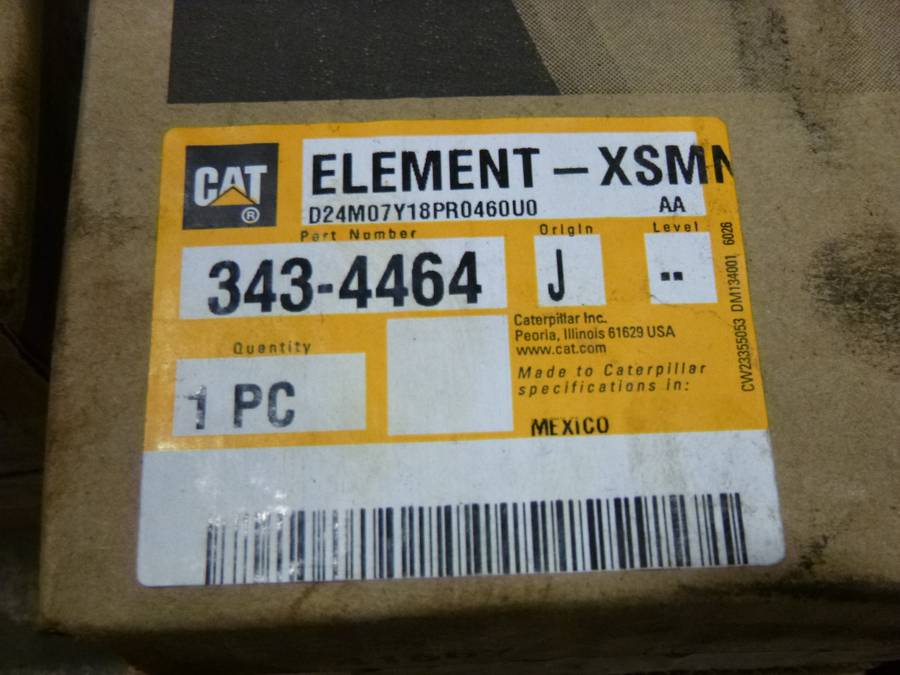 CAT
®
ELEMENT – XSMN
D24M07Y18PR0460U0 AA
Part Number Origin Level
343-4464 J --
Caterpillar Inc.
Peoria, Illinois 61629 USA
www.cat.com
Quantity
1 PC
Made to Caterpillar
specifications in:
MEXICO
CW23355053 DM134001 6026